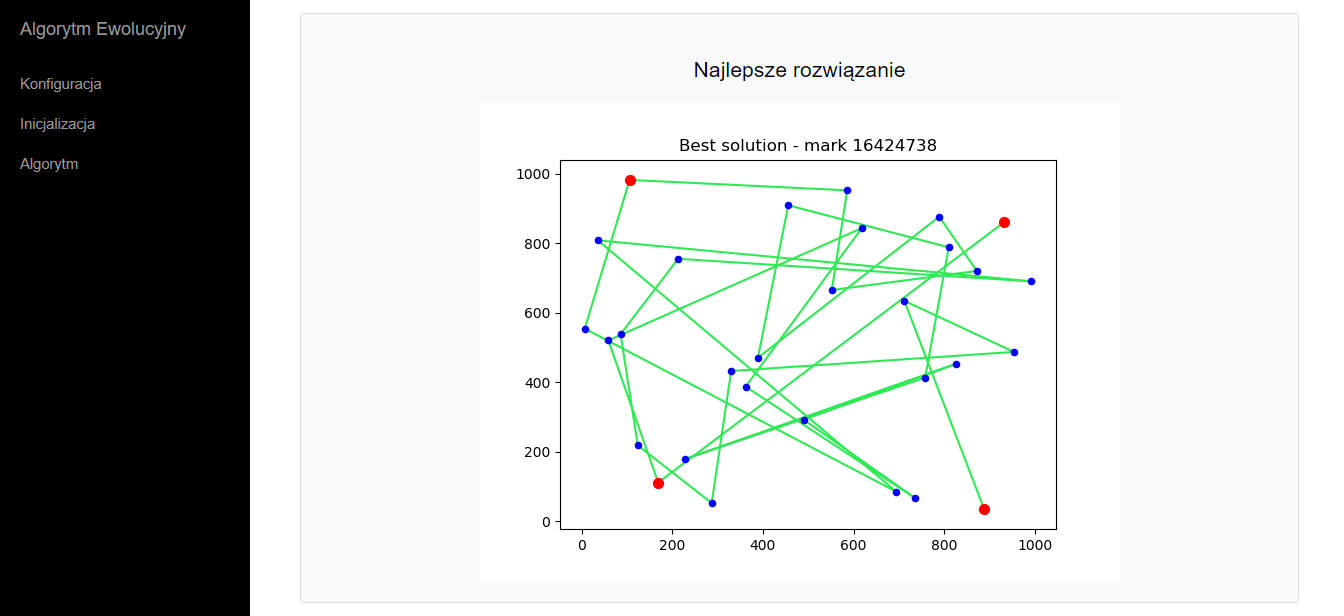 Algorytm Ewolucyjny
Konfiguracja
Inicjalizacja
Algorytm
Najlepsze rozwiązanie
Best solution - mark 16424738
1000
800
600
400
200
0
0 200 400 600 800 1000